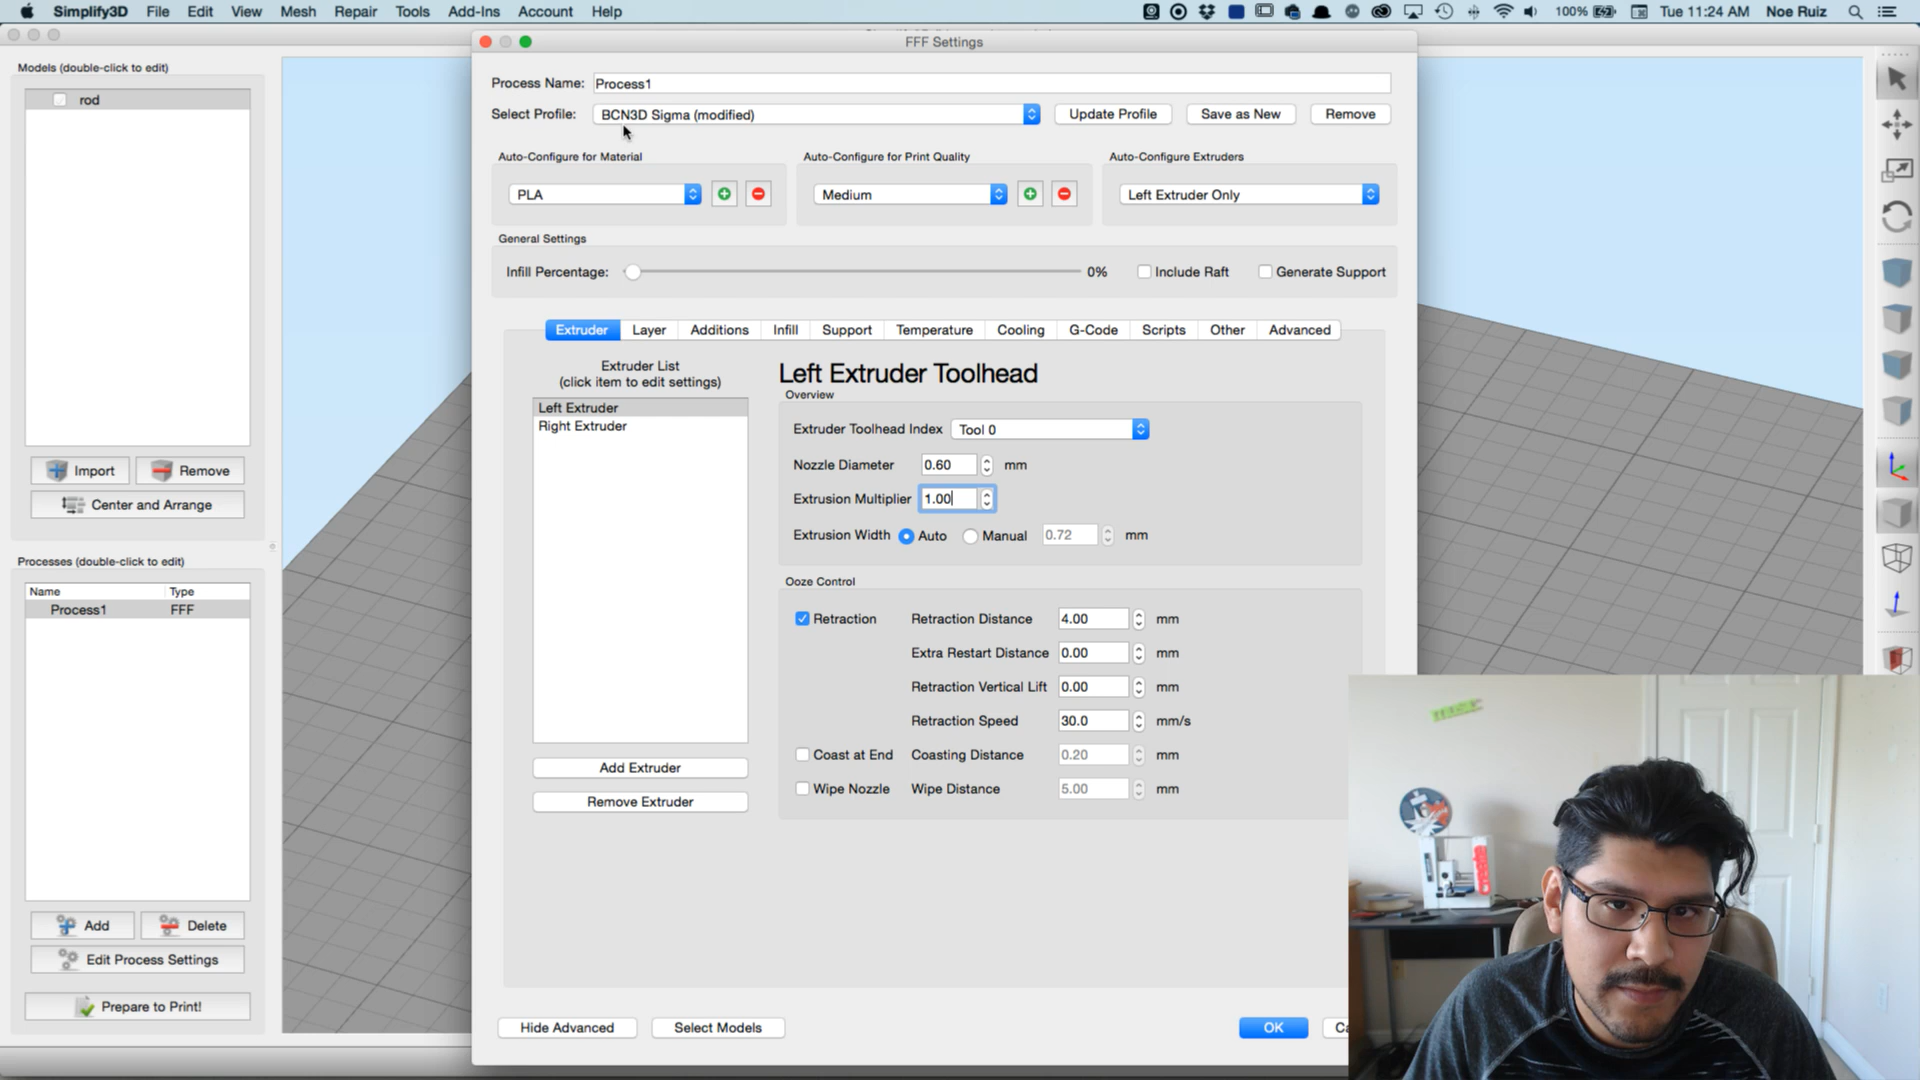 Simplify3D File Edit View Mesh Repair Tools Add-Ins Account Help 100% Tue 11:24 AM Noe Ruiz
FFF Settings
Models (double-click to edit)
rod
Import Remove
Center and Arrange
Processes (double-click to edit)
Name Type
Process1 FFF
Add Delete
Edit Process Settings
Prepare to Print!
Process Name: Process1
Select Profile: BCN3D Sigma (modified) Update Profile Save as New Remove
Auto-Configure for Material Auto-Configure for Print Quality Auto-Configure Extruders
PLA Medium Left Extruder Only
General Settings
Infill Percentage: 0% Include Raft Generate Support
Extruder Layer Additions Infill Support Temperature Cooling G-Code Scripts Other Advanced
Extruder List
(click item to edit settings)
Left Extruder
Right Extruder
Add Extruder
Remove Extruder
Left Extruder Toolhead
Overview
Extruder Toolhead Index Tool 0
Nozzle Diameter 0.60 mm
Extrusion Multiplier 1.00
Extrusion Width Auto Manual 0.72 mm
Ooze Control
Retraction Retraction Distance 4.00 mm
Extra Restart Distance 0.00 mm
Retraction Vertical Lift 0.00 mm
Retraction Speed 30.0 mm/s
Coast at End Coasting Distance 0.20 mm
Wipe Nozzle Wipe Distance 5.00 mm
Hide Advanced Select Models OK Ca